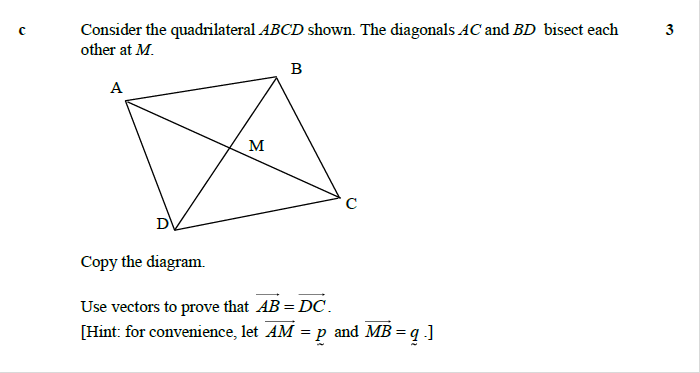 c Consider the quadrilateral ABCD shown. The diagonals AC and BD bisect each 3
other at M.
B
A
M
C
D
Copy the diagram.
Use vectors to prove that AB = DC.
[Hint: for convenience, let AM = p and MB = q.]